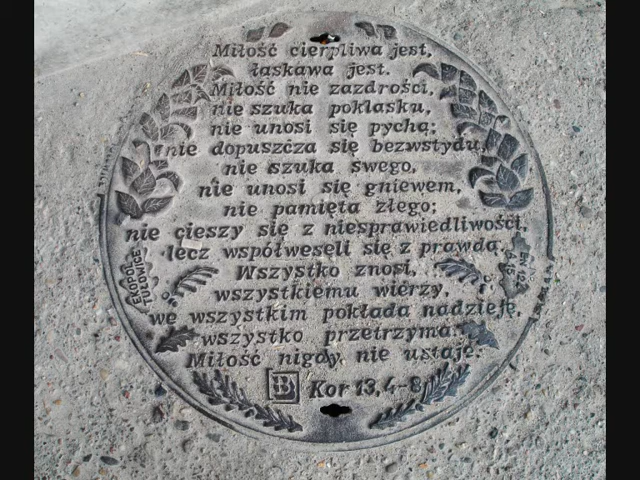 Miłość cierpliwa jest,
łaskawa jest.
Miłość nie zazdrości,
nie szuka poklasku,
nie unosi się pychą;
nie dopuszcza się bezwstydu,
nie szuka swego,
nie unosi się gniewem,
nie pamięta złego;
nie cieszy się z niesprawiedliwości,
lecz współweseli się z prawdą.
Wszystko znosi,
wszystkiemu wierzy,
we wszystkim pokłada nadzieję,
wszystko przetrzyma.
Miłość nigdy nie ustaje.
Kor 13,4-8
EKOPOL
TUŁOWICE
EN 124
A 15